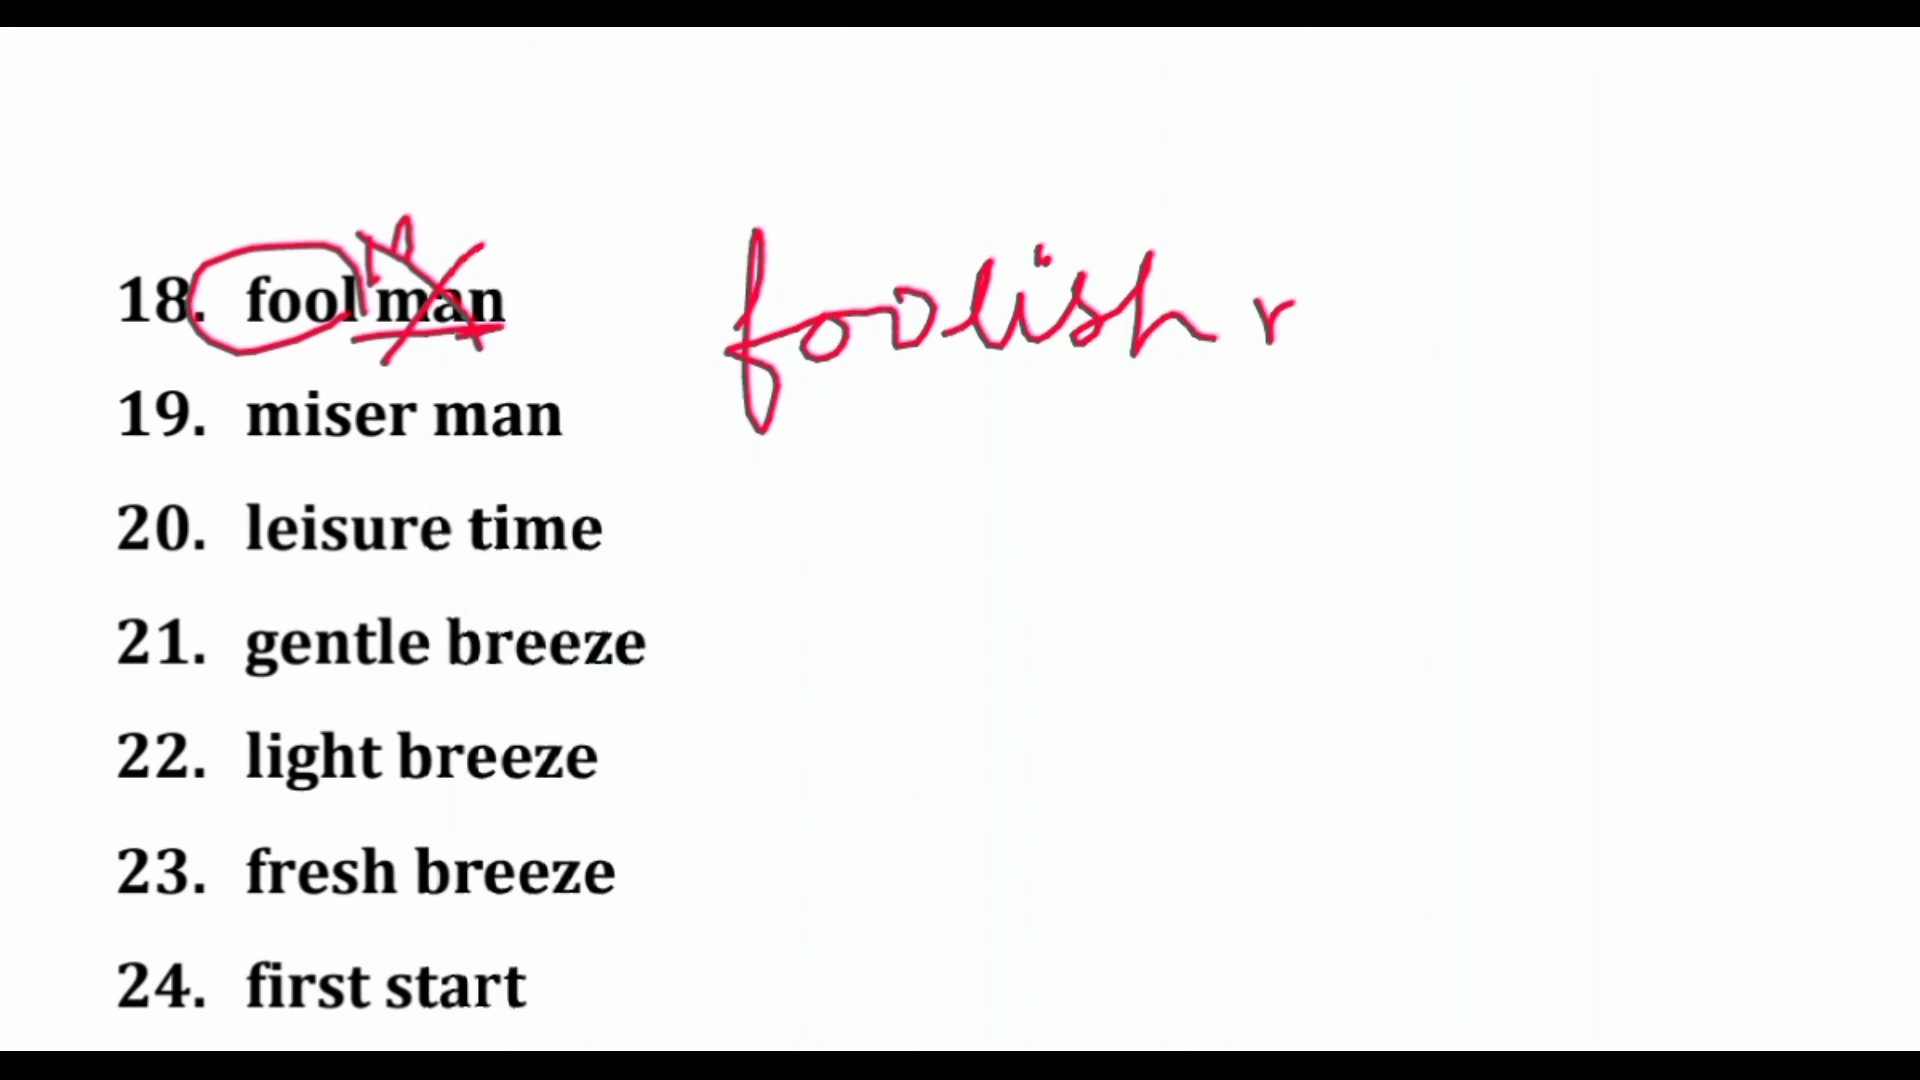 18. fool man foolish
19. miser man
20. leisure time
21. gentle breeze
22. light breeze
23. fresh breeze
24. first start